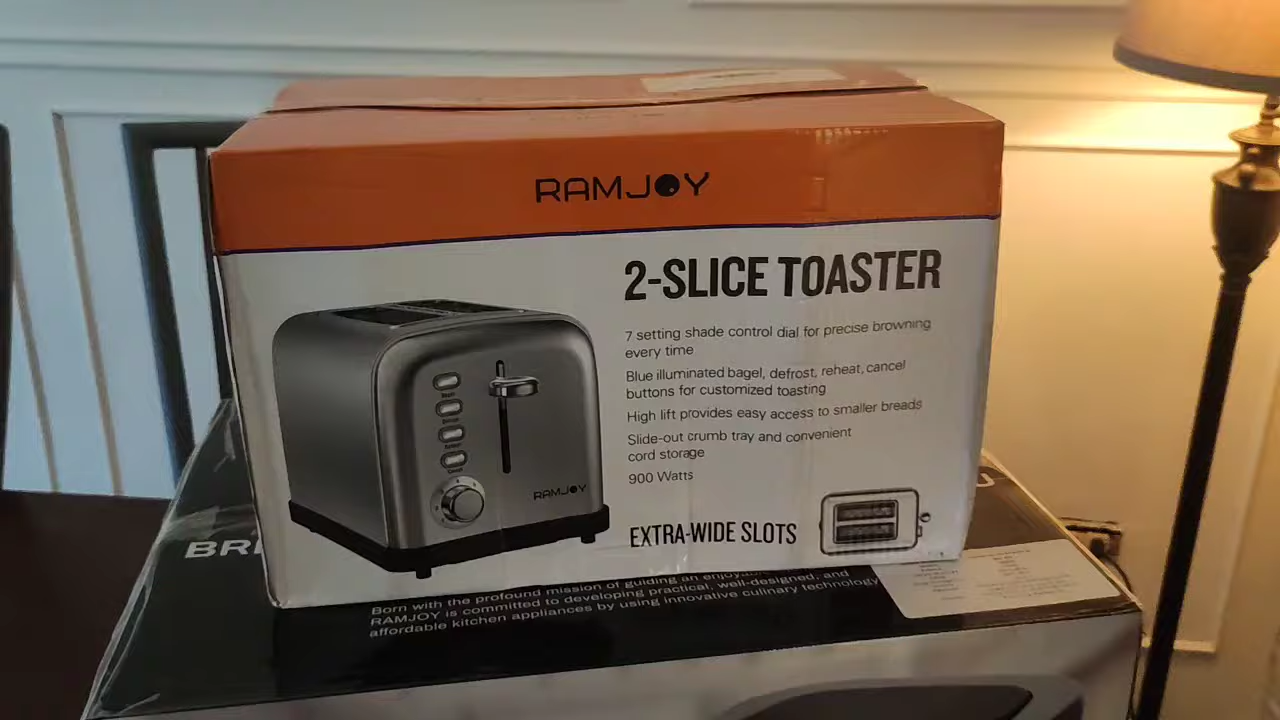 RAMJOY
2-SLICE TOASTER
7 setting shade control dial for precise browning
every time
Blue illuminated bagel, defrost, reheat, cancel
buttons for customized toasting
High lift provides easy access to smaller breads
Slide-out crumb tray and convenient
cord storage
900 Watts
RAMJOY
EXTRA-WIDE SLOTS
BRI
Born with the profound mission of guiding an
RAMJOY is committed to developing practical, well-designed, and
affordable kitchen appliances by using innovative culinary technology